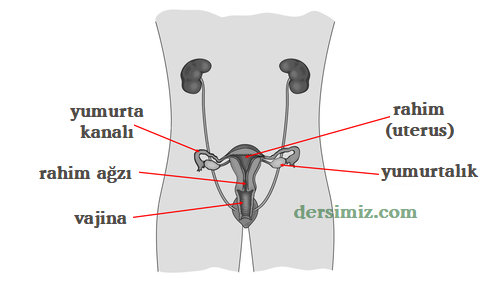 yumurta
kanalı
rahim ağzı
vajina
rahim
(uterus)
yumurtalık
dersimiz.com